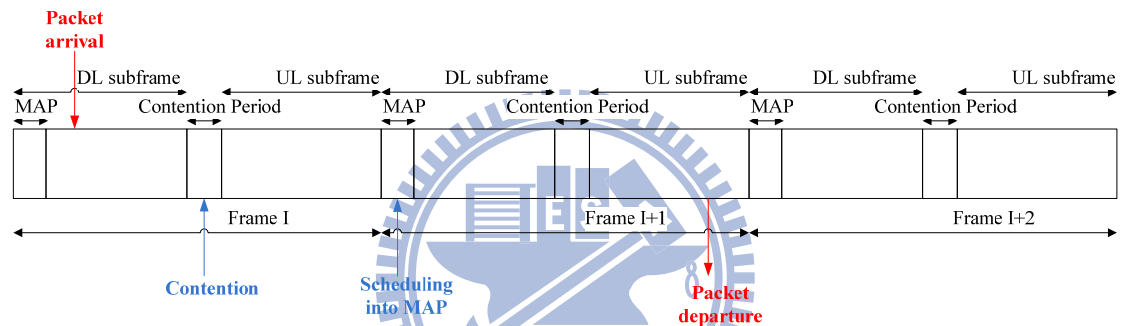 Packet
arrival
DL subframe
UL subframe
DL subframe
UL subframe
DL subframe
UL subframe
MAP
Contention Period
MAP
Contention Period
MAP
Contention Period
E S
Frame I
Frame I+1
Frame I+2
Contention
Scheduling
into MAP
Packet
departure